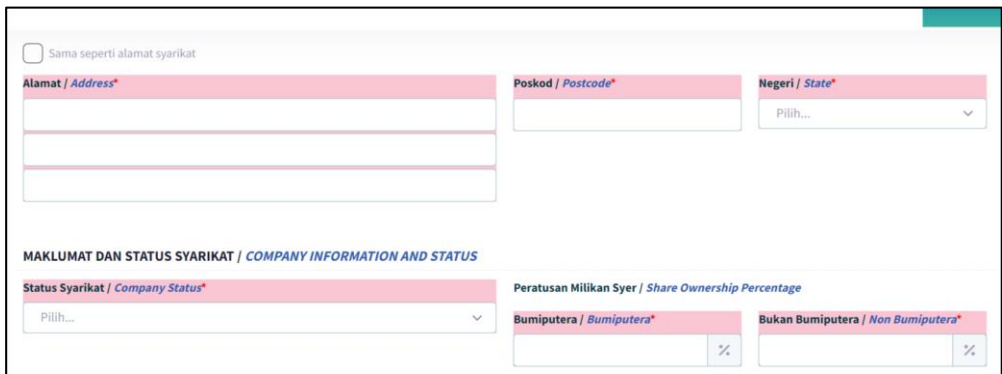 Sama seperti alamat syarikat
Alamat / Address*
Poskod / Postcode*
Negeri / State*
Pilih...
MAKLUMAT DAN STATUS SYARIKAT / COMPANY INFORMATION AND STATUS
Status Syarikat / Company Status*
Peratusan Milikan Syer / Share Ownership Percentage
Pilih...
Bumiputera / Bumiputera*
Bukan Bumiputera / Non Bumiputera*
%
%